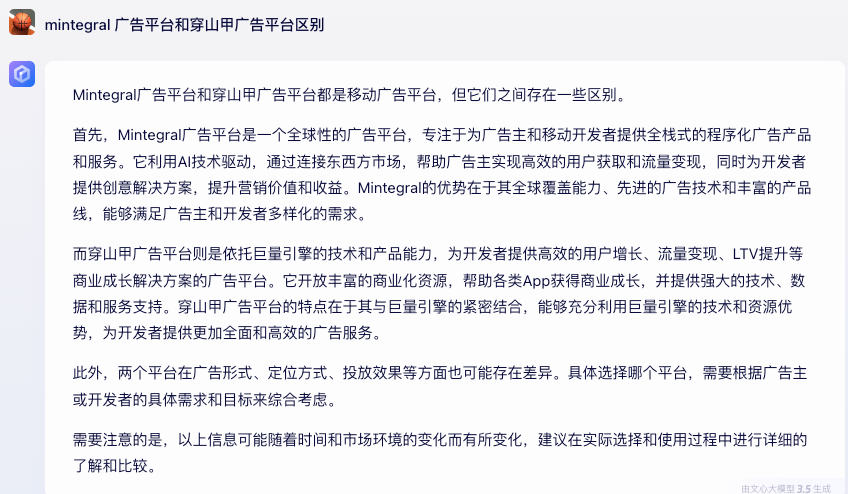 mintegral 广告平台和穿山甲广告平台区别
Mintegral广告平台和穿山甲广告平台都是移动广告平台，但它们之间存在一些区别。
首先，Mintegral广告平台是一个全球性的广告平台，专注于为广告主和移动开发者提供全栈式的程序化广告产品
和服务。它利用AI技术驱动，通过连接东西方市场，帮助广告主实现高效的用户获取和流量变现，同时为开发者
提供创意解决方案，提升营销价值和收益。Mintegral的优势在于其全球覆盖能力、先进的广告技术和丰富的产品
线，能够满足广告主和开发者多样化的需求。
而穿山甲广告平台则是依托巨量引擎的技术和产品能力，为开发者提供高效的用户增长、流量变现、LTV提升等
商业成长解决方案的广告平台。它开放丰富的商业化资源，帮助各类App获得商业成长，并提供强大的技术、数
据和服务支持。穿山甲广告平台的特点在于其与巨量引擎的紧密结合，能够充分利用巨量引擎的技术和资源优
势，为开发者提供更加全面和高效的广告服务。
此外，两个平台在广告形式、定位方式、投放效果等方面也可能存在差异。具体选择哪个平台，需要根据广告主
或开发者的具体需求和目标来综合考虑。
需要注意的是，以上信息可能随着时间和市场环境的变化而有所变化，建议在实际选择和使用过程中进行详细的
了解和比较。
由文心大模型 3.5 生成